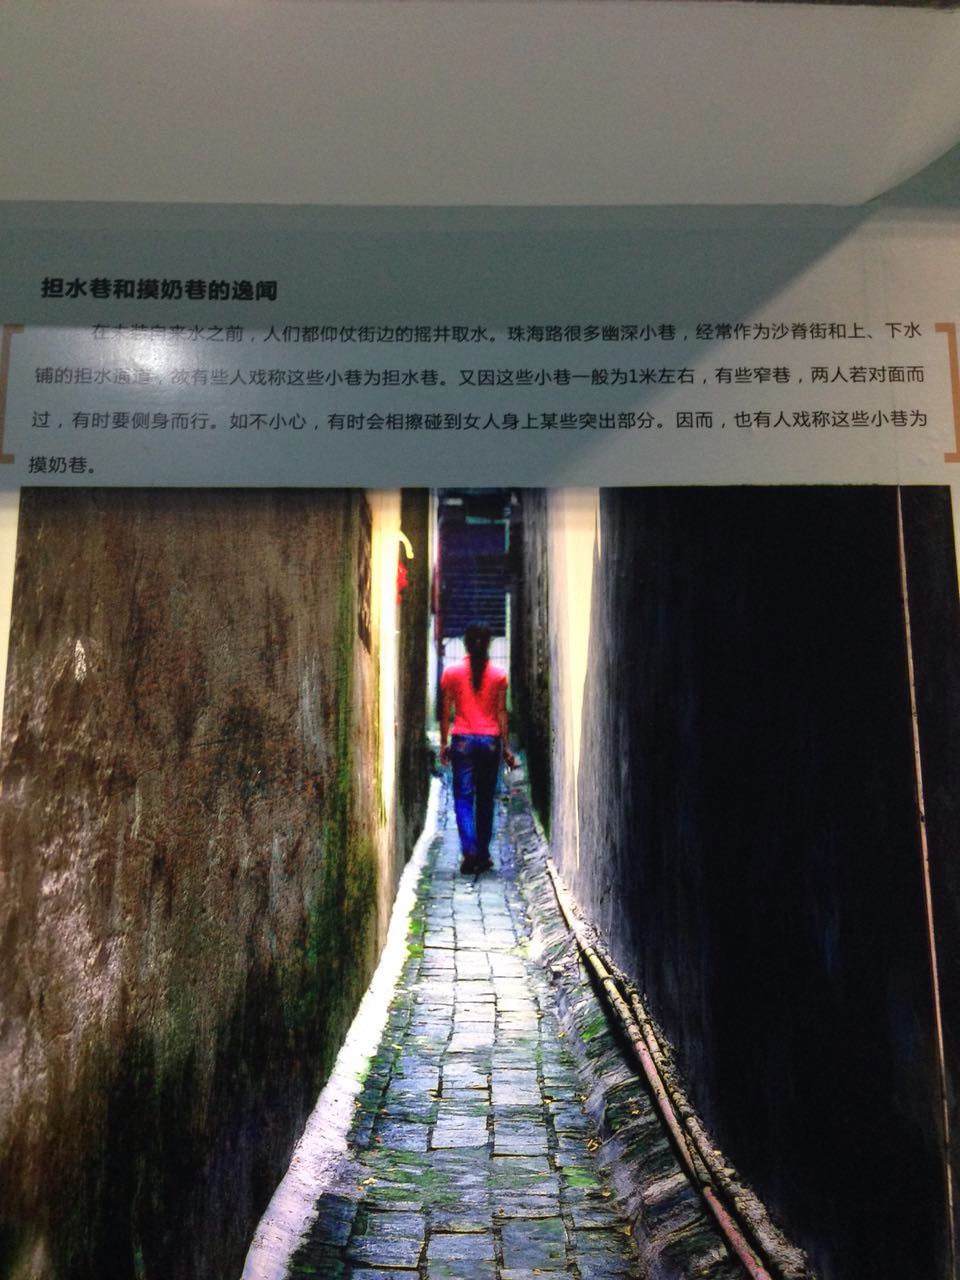 担水巷和摸奶巷的逸闻
在未装自来水之前，人们都仰仗街边的摇井取水。珠海路很多幽深小巷，经常作为沙脊街和上、下水
铺的担水通道，故有些人戏称这些小巷为担水巷。又因这些小巷一般为1米左右，有些窄巷，两人若对面而
过，有时要侧身而行。如不小心，有时会相擦碰到女人身上某些突出部分。因而，也有人戏称这些小巷为
摸奶巷。